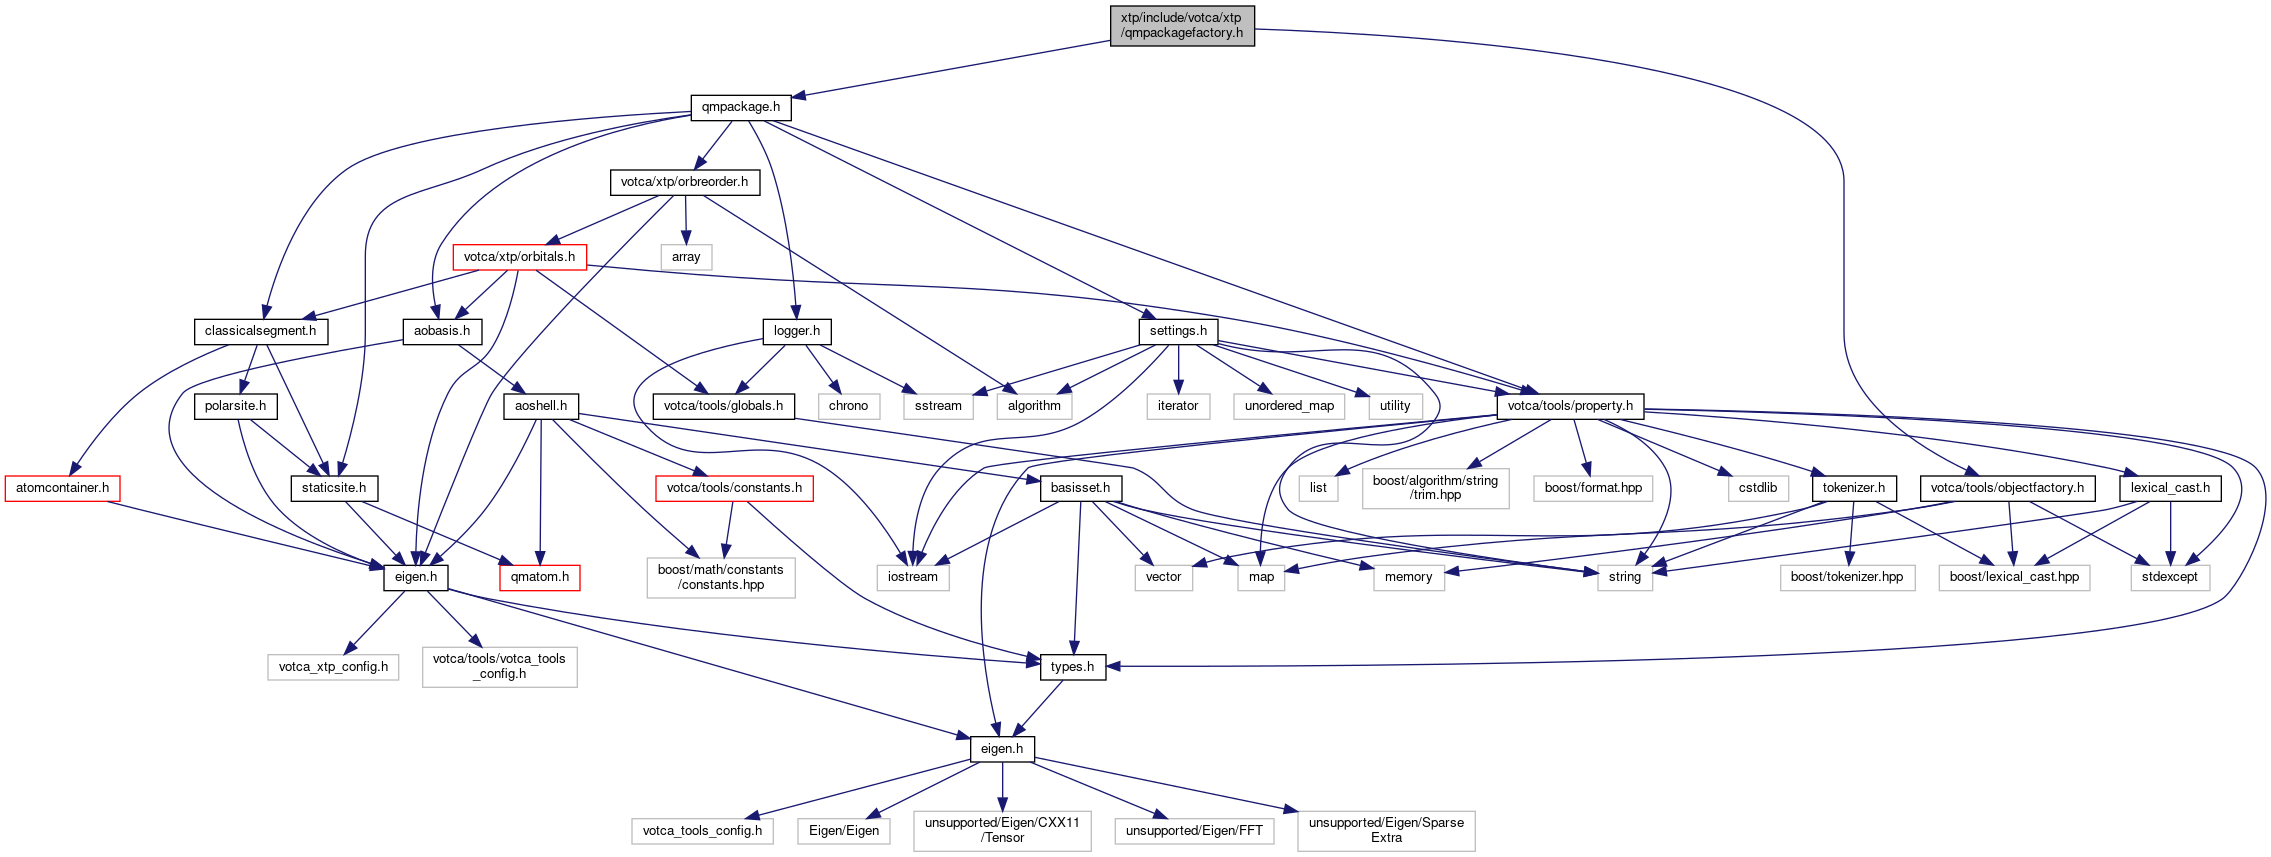 xtp/include/votca/xtp
/qmpackagefactory.h
qmpackage.h
votca/xtp/orbreorder.h
votca/xtp/orbitals.h
array
classicalsegment.h
aobasis.h
logger.h
settings.h
polarsite.h
aoshell.h
votca/tools/globals.h
chrono
sstream
algorithm
iterator
unordered_map
utility
votca/tools/property.h
atomcontainer.h
staticsite.h
votca/tools/constants.h
basisset.h
list
boost/algorithm/string
/trim.hpp
boost/format.hpp
cstdlib
tokenizer.h
votca/tools/objectfactory.h
lexical_cast.h
eigen.h
qmatom.h
boost/math/constants
/constants.hpp
iostream
vector
map
memory
string
boost/tokenizer.hpp
boost/lexical_cast.hpp
stdexcept
votca_xtp_config.h
votca/tools/votca_tools
_config.h
types.h
eigen.h
votca_tools_config.h
Eigen/Eigen
unsupported/Eigen/CXX11
/Tensor
unsupported/Eigen/FFT
unsupported/Eigen/Sparse
Extra